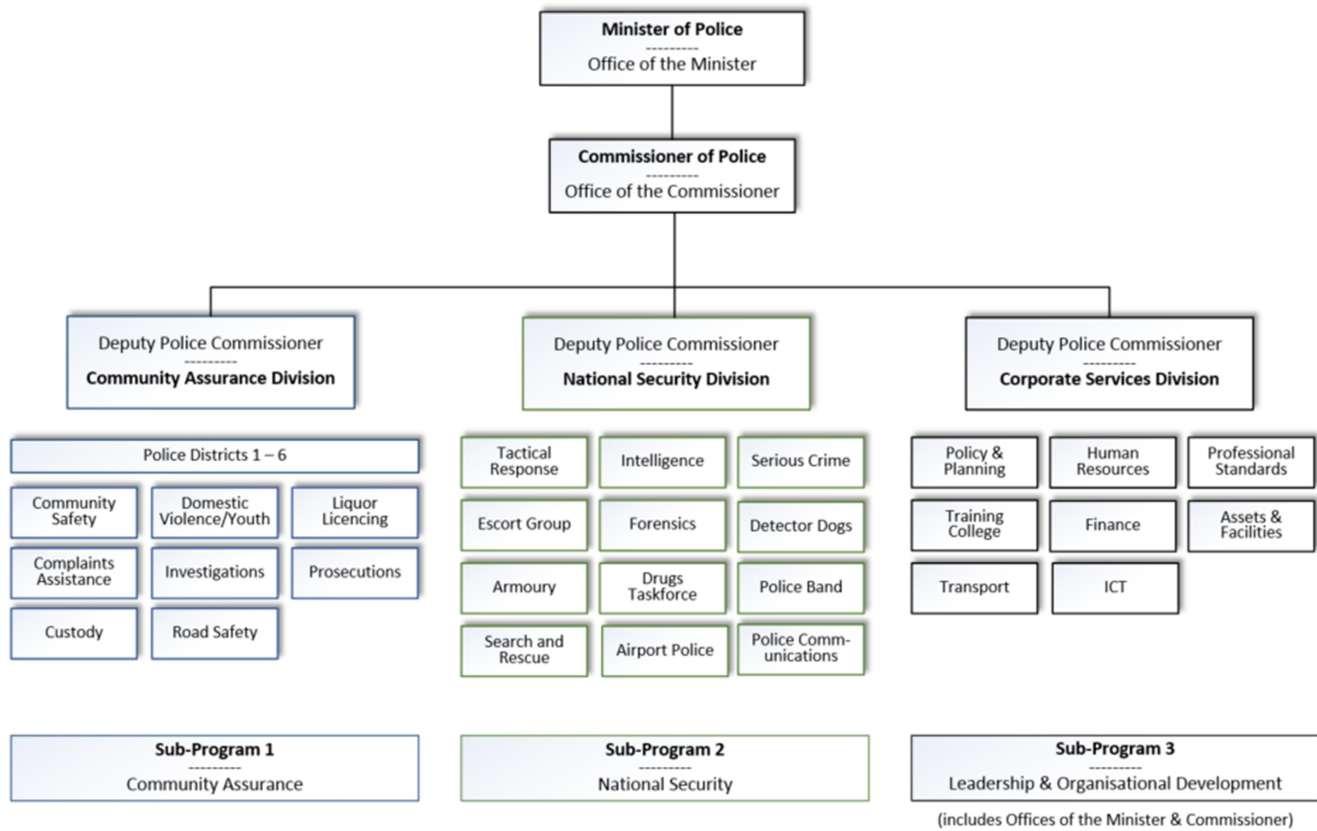 Minister of Police
---------
Office of the Minister
Commissioner of Police
---------
Office of the Commissioner
Deputy Police Commissioner
---------
Community Assurance Division
Deputy Police Commissioner
---------
National Security Division
Deputy Police Commissioner
---------
Corporate Services Division
Police Districts 1 – 6
Community
Safety
Domestic
Violence/Youth
Liquor
Licencing
Complaints
Assistance
Investigations
Prosecutions
Custody
Road Safety
Tactical
Response
Intelligence
Serious Crime
Escort Group
Forensics
Detector Dogs
Armoury
Drugs
Taskforce
Police Band
Search and
Rescue
Airport Police
Police Comm-
unications
Policy &
Planning
Human
Resources
Professional
Standards
Training
College
Finance
Assets &
Facilities
Transport
ICT
Sub-Program 1
---------
Community Assurance
Sub-Program 2
---------
National Security
Sub-Program 3
---------
Leadership & Organisational Development
(includes Offices of the Minister & Commissioner)